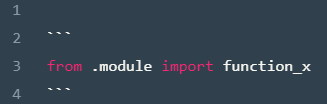 1
2 ```
3 from .module import function_x
4 ```